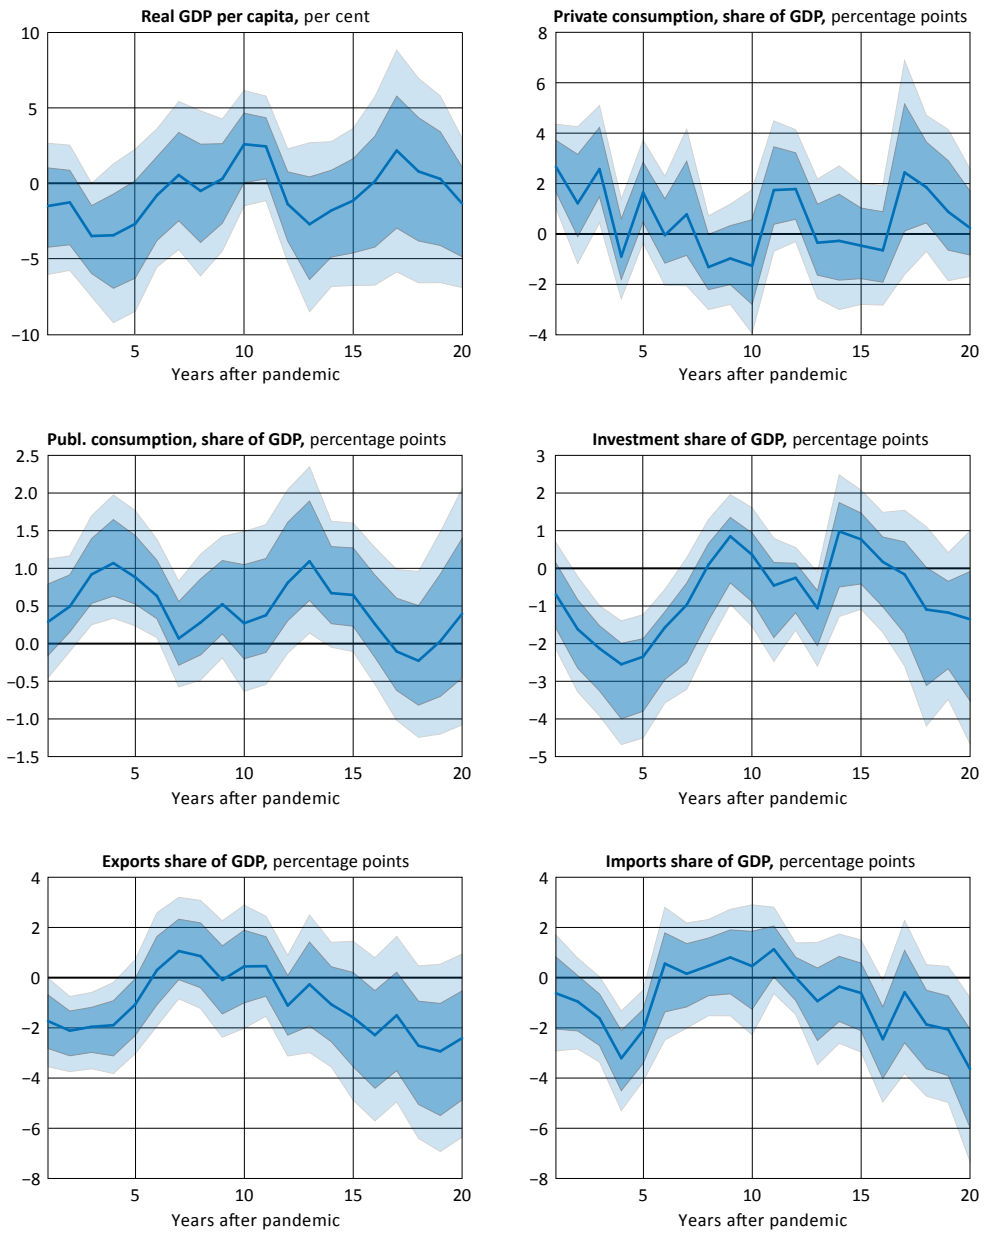 Real GDP per capita, per cent
10
5
0
−5
−10
5 10 15 20
Years after pandemic
Private consumption, share of GDP, percentage points
8
6
4
2
0
−2
−4
5 10 15 20
Years after pandemic
Publ. consumption, share of GDP, percentage points
2.5
2.0
1.5
1.0
0.5
0.0
−0.5
−1.0
−1.5
5 10 15 20
Years after pandemic
Investment share of GDP, percentage points
3
2
1
0
−1
−2
−3
−4
−5
5 10 15 20
Years after pandemic
Exports share of GDP, percentage points
4
2
0
−2
−4
−6
−8
5 10 15 20
Years after pandemic
Imports share of GDP, percentage points
4
2
0
−2
−4
−6
−8
5 10 15 20
Years after pandemic